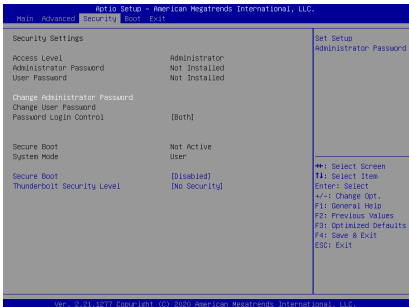 Aptio Setup – American Megatrends International, LLC.
Main Advanced Security Boot Exit
Security Settings
Access Level Administrator
Administrator Password Not Installed
User Password Not Installed
Change Administrator Password
Change User Password
Password Login Control [Both]
Secure Boot Not Active
System Mode User
Secure Boot [Disabled]
Thunderbolt Security Level [No Security]
Set Setup
Administrator Password
↔: Select Screen
↑↓: Select Item
Enter: Select
+/-: Change Opt.
F1: General Help
F2: Previous Values
F3: Optimized Defaults
F4: Save & Exit
ESC: Exit
Ver. 2.21.1277 Copyright (C) 2020 American Megatrends International, LLC.